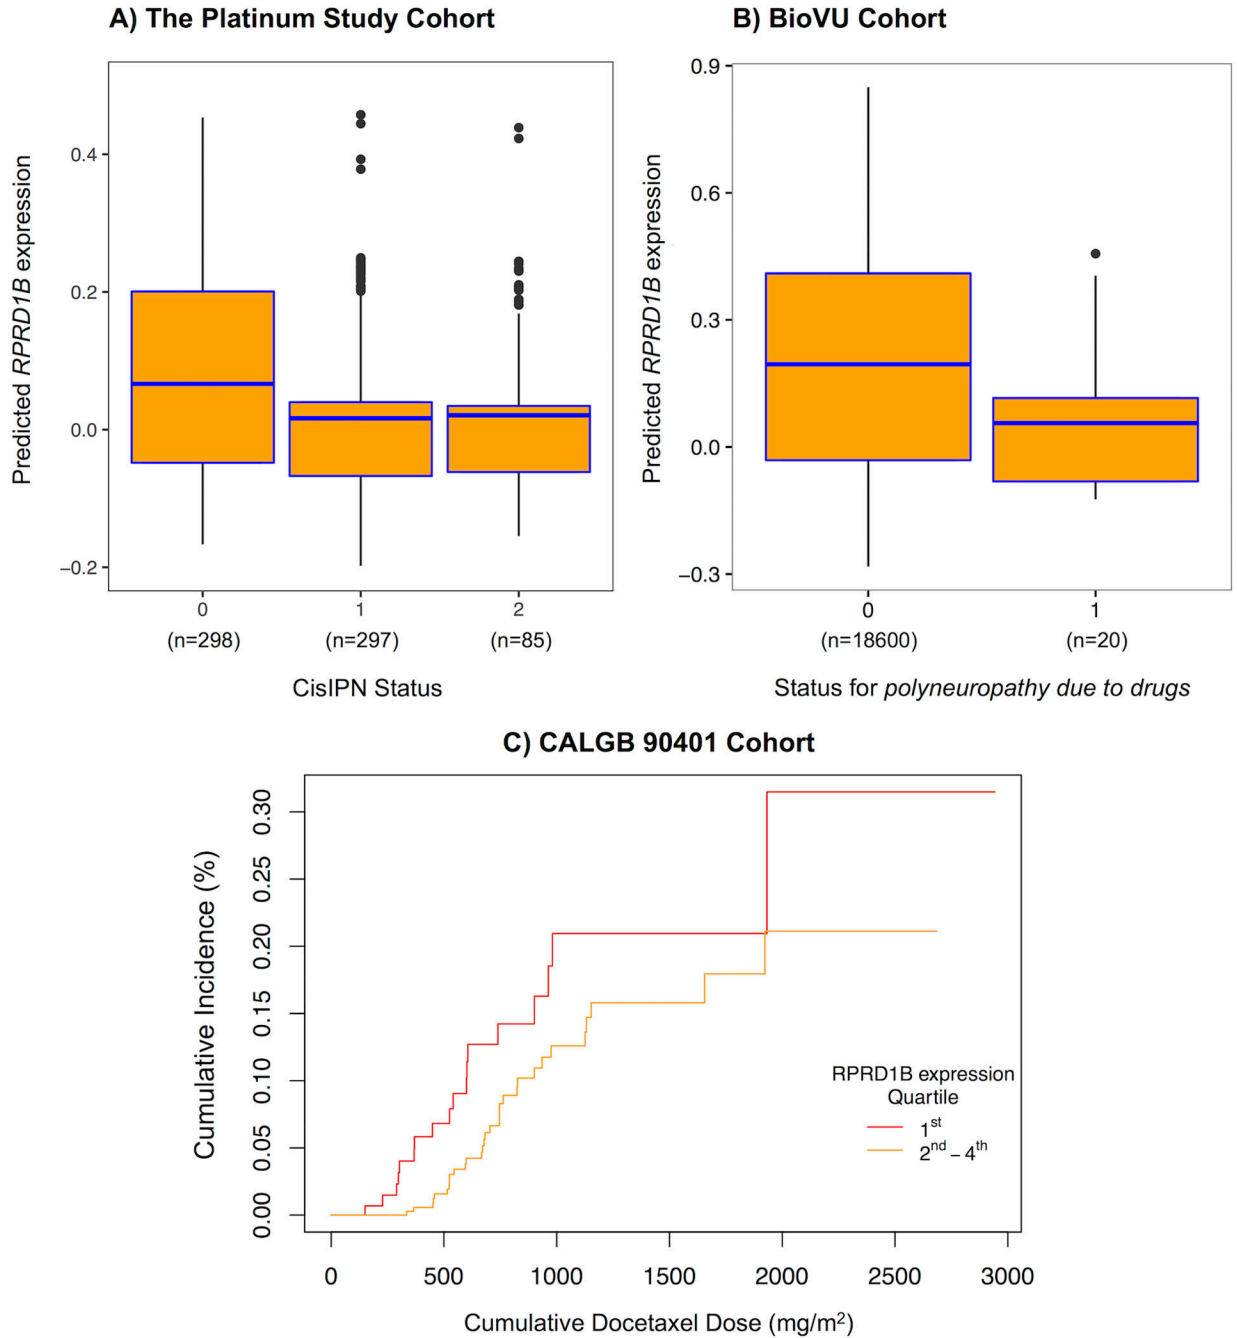 A) The Platinum Study Cohort
Predicted RPRD1B expression
0.4
0.2
0.0
−0.2
0
1
2
(n=298)
(n=297)
(n=85)
CisIPN Status
B) BioVU Cohort
Predicted RPRD1B expression
0.9
0.6
0.3
0.0
−0.3
0
1
(n=18600)
(n=20)
Status for polyneuropathy due to drugs
C) CALGB 90401 Cohort
Cumulative Incidence (%)
0.30
0.25
0.20
0.15
0.10
0.05
0.00
RPRD1B expression
Quartile
1st
2nd – 4th
0
500
1000
1500
2000
2500
3000
Cumulative Docetaxel Dose (mg/m²)